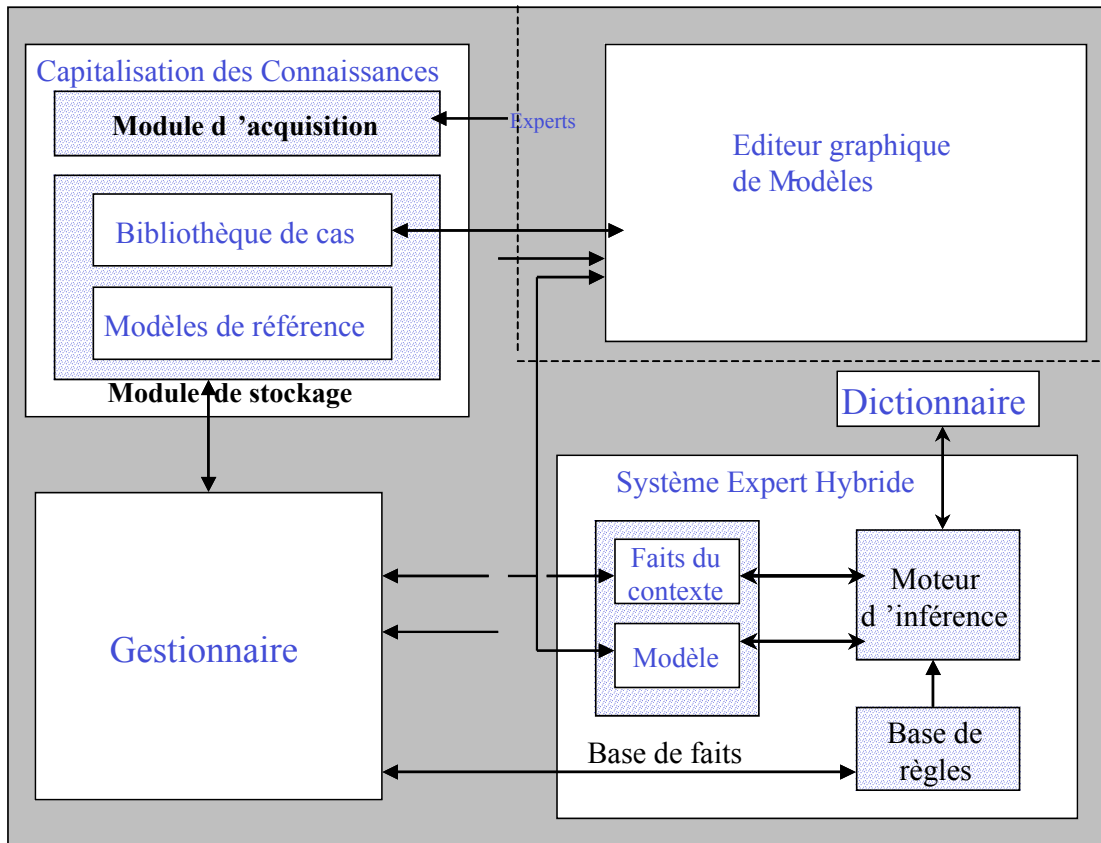 Capitalisation des Connaissances
Module d ’acquisition
Experts
Editeur graphique
de Modèles
Bibliothèque de cas
Modèles de référence
Module de stockage
Dictionnaire
Système Expert Hybride
Faits du
contexte
Moteur
d ’inférence
Gestionnaire
Modèle
Base de faits
Base de
règles